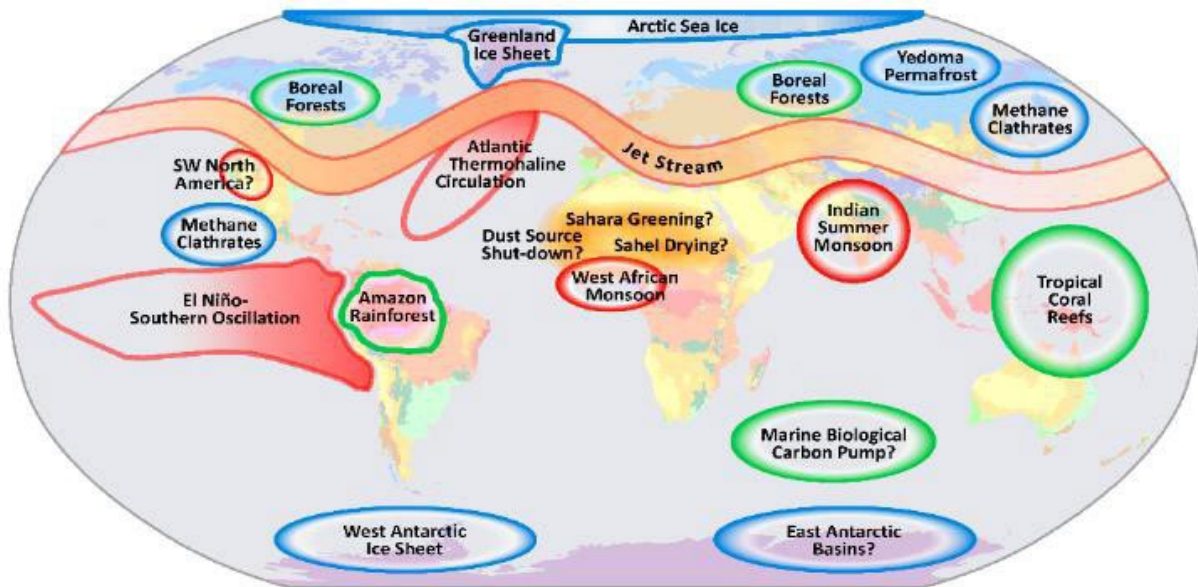 Arctic Sea Ice
Greenland
Ice Sheet
Yedoma
Permafrost
Boreal
Forests
Boreal
Forests
Methane
Clathrates
Jet Stream
Atlantic
Thermohaline
Circulation
SW North
America?
Methane
Clathrates
Sahara Greening?
Dust Source
Shut-down?
Sahel Drying?
Indian
Summer
Monsoon
West African
Monsoon
El Niño-
Southern Oscillation
Amazon
Rainforest
Tropical
Coral
Reefs
Marine Biological
Carbon Pump?
West Antarctic
Ice Sheet
East Antarctic
Basins?